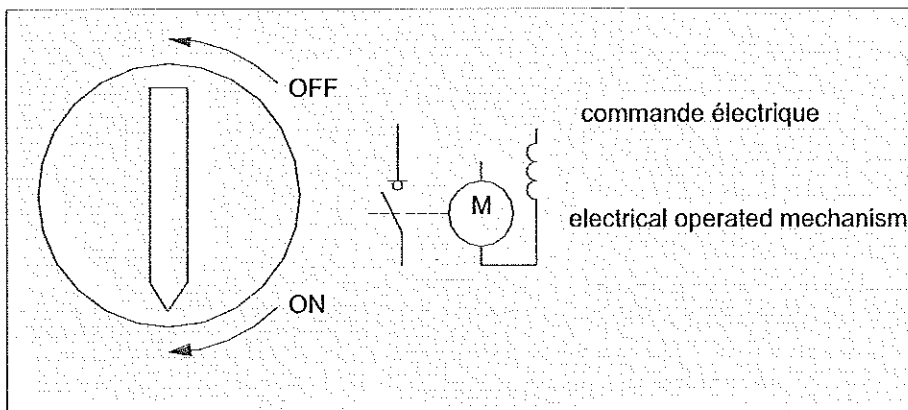 OFF
commande électrique
M
electrical operated mechanism
ON